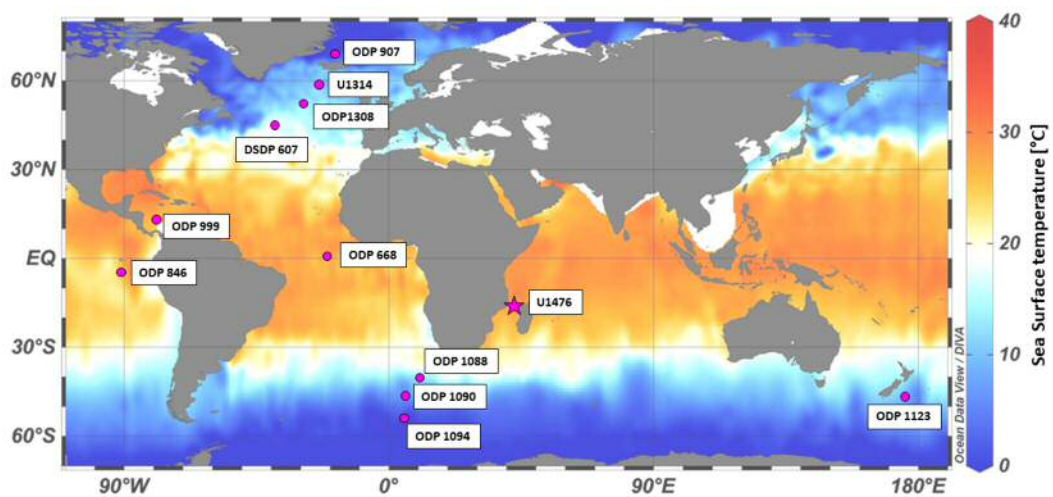 ODP 907
60°N
U1314
ODP1308
DSDP 607
30°N
ODP 999
EQ
ODP 668
ODP 846
U1476
30°S
ODP 1088
ODP 1090
ODP 1123
60°S
ODP 1094
90°W
0°
90°E
180°E
Ocean Data View / DIVA
40
30
20
10
0
Sea Surface temperature [°C]